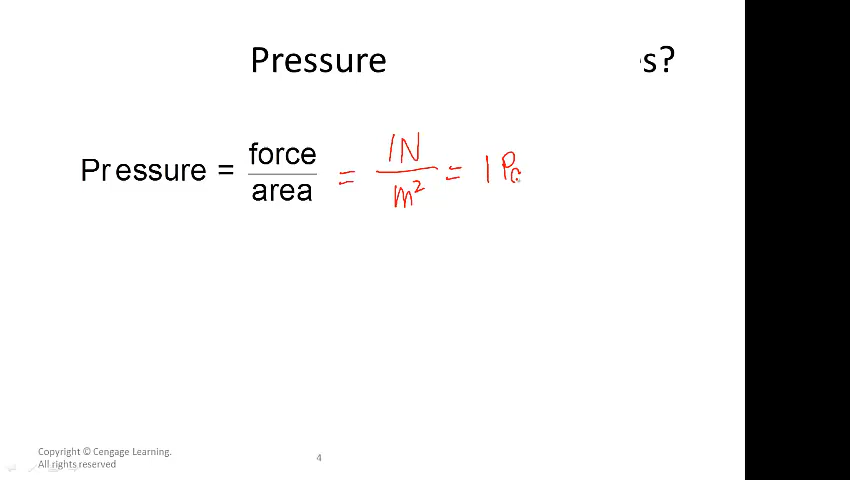 Pressure s?
Pressure = force/area = 1N/m² = 1 Pa
Copyright © Cengage Learning.
All rights reserved
4